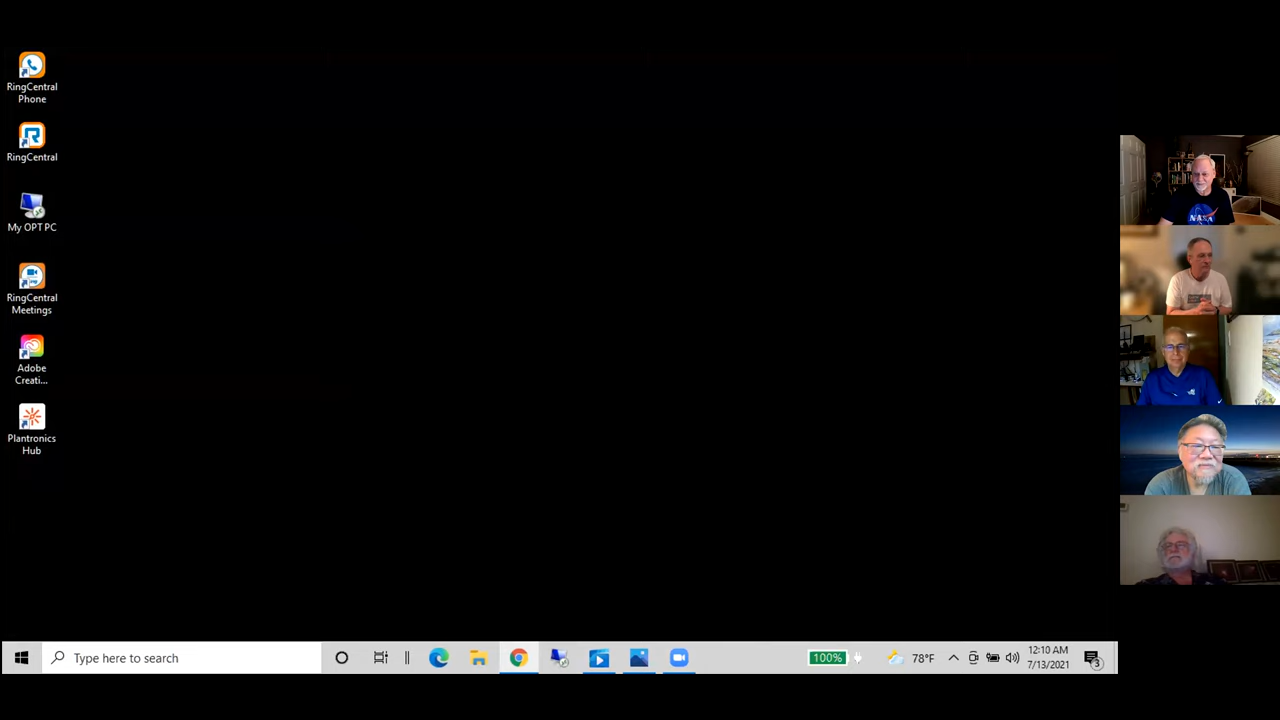 RingCentral
Phone
RingCentral
My OPT PC
RingCentral
Meetings
Adobe
Creati...
Plantronics
Hub
NASA
Type here to search
100%
78°F
12:10 AM
7/13/2021
3